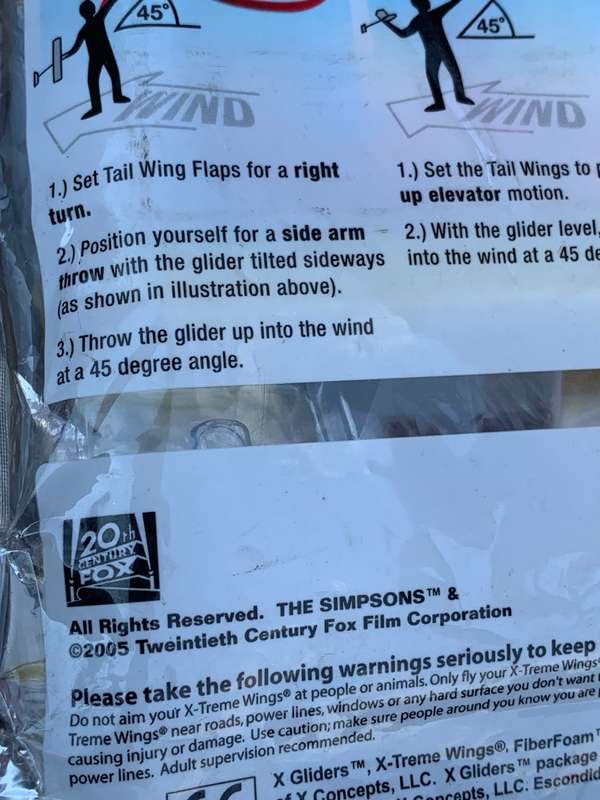 45°
45°
WIND
WIND
1.) Set Tail Wing Flaps for a right
turn.
2.) Position yourself for a side arm
throw with the glider tilted sideways
(as shown in illustration above).
3.) Throw the glider up into the wind
at a 45 degree angle.
1.) Set the Tail Wings to
up elevator motion.
2.) With the glider level,
into the wind at a 45
20th
CENTURY
FOX
All Rights Reserved. THE SIMPSONS™ &
©2005 Tweintieth Century Fox Film Corporation
Please take the following warnings seriously to keep
Do not aim your X-Treme Wings® at people or animals. Only fly your X-Treme Wings
Treme Wings® near roads, power lines, windows or any hard surface you don't want
causing injury or damage. Use caution; make sure people around you know you are
power lines. Adult supervision recommended.
X Gliders™, X-Treme Wings®, FiberFoam
of X Concepts, LLC. X Gliders™ package
Concepts, LLC. Escondid